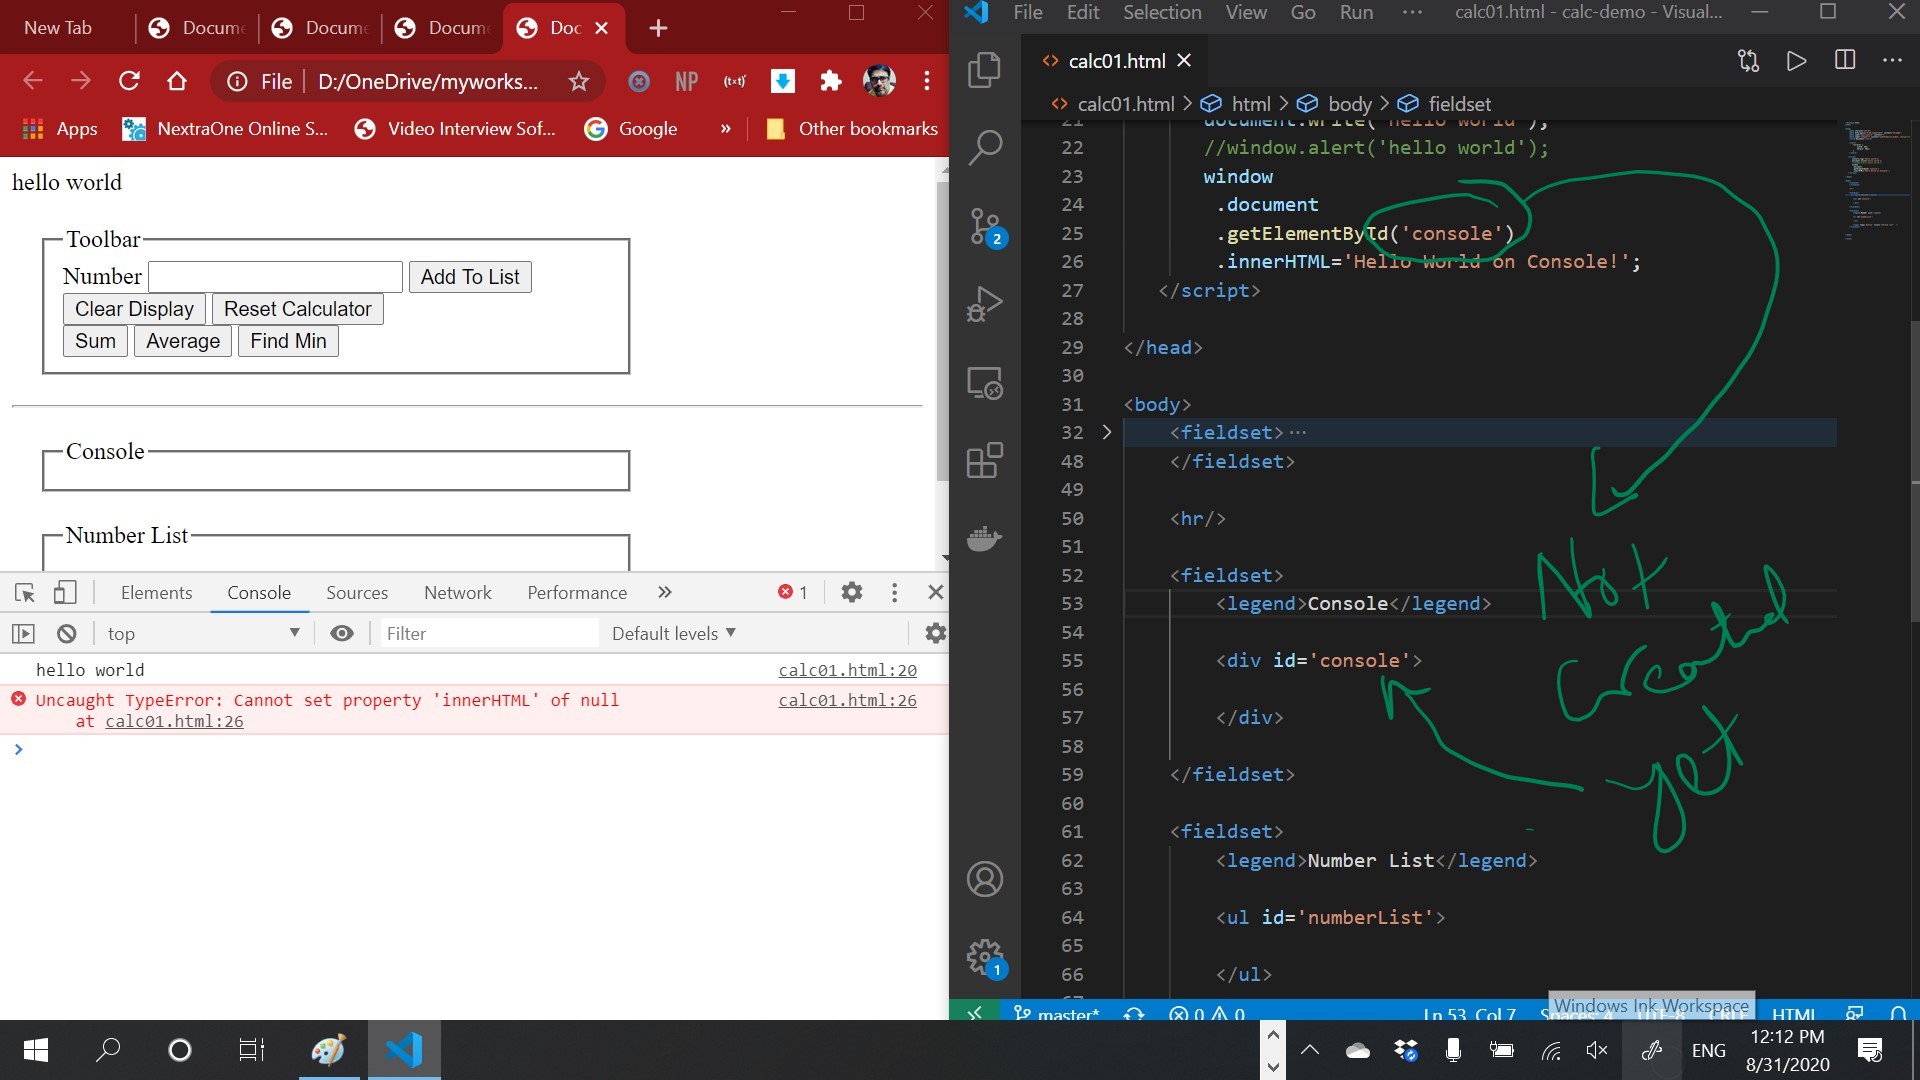 New Tab
Docume
Docume
Docum
Doc
File
D:/OneDrive/myworks...
NP
Apps
NextraOne Online S...
Video Interview Sof...
Google
»
Other bookmarks
hello world
Toolbar
Number
Add To List
Clear Display
Reset Calculator
Sum
Average
Find Min
Console
Number List
Elements
Console
Sources
Network
Performance
»
1
top
Filter
Default levels
hello world calc01.html:20
Uncaught TypeError: Cannot set property 'innerHTML' of null calc01.html:26
at calc01.html:26
File Edit Selection View Go Run ··· calc01.html - calc-demo - Visual...
calc01.html
calc01.html > html > body > fieldset
21 document.write('hello world');
22 //window.alert('hello world');
23 window
24 .document
25 .getElementById('console')
26 .innerHTML='Hello World on Console!';
27 </script>
28
29 </head>
30
31 <body>
32 <fieldset>···
48 </fieldset>
49
50 <hr/>
51
52 <fieldset>
53 <legend>Console</legend>
54
55 <div id='console'>
56
57 </div>
58
59 </fieldset>
60
61 <fieldset>
62 <legend>Number List</legend>
63
64 <ul id='numberList'>
65
66 </ul>
Not
Created
yet
2
1
master*
0 0
Ln 53, Col 7
Spaces: 4
UTF-8
CRLF
HTML
Windows Ink Workspace
ENG
12:12 PM
8/31/2020